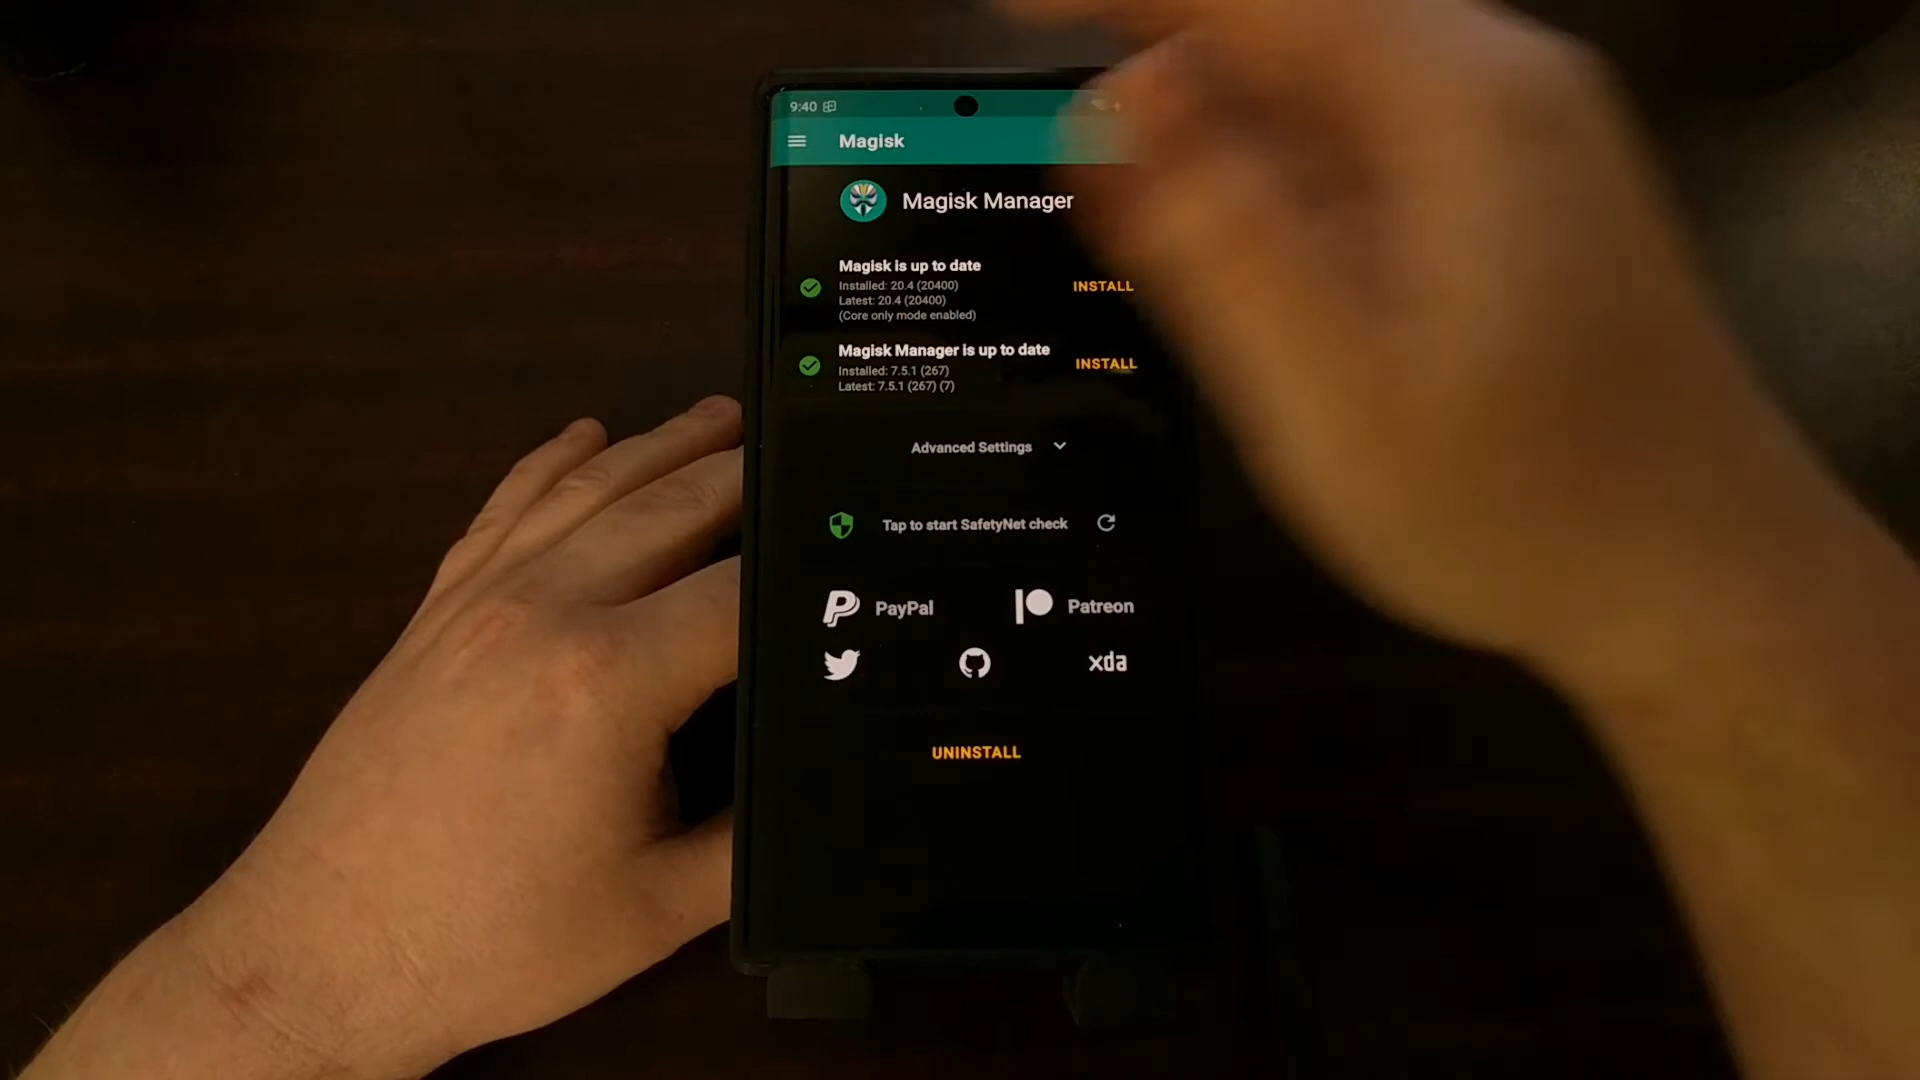 9:40
Magisk
Magisk Manager
Magisk is up to date
Installed: 20.4 (20400)
Latest: 20.4 (20400)
(Core only mode enabled)
INSTALL
Magisk Manager is up to date
Installed: 7.5.1 (267)
Latest: 7.5.1 (267) (7)
INSTALL
Advanced Settings
Tap to start SafetyNet check
PayPal
Patreon
xda
UNINSTALL